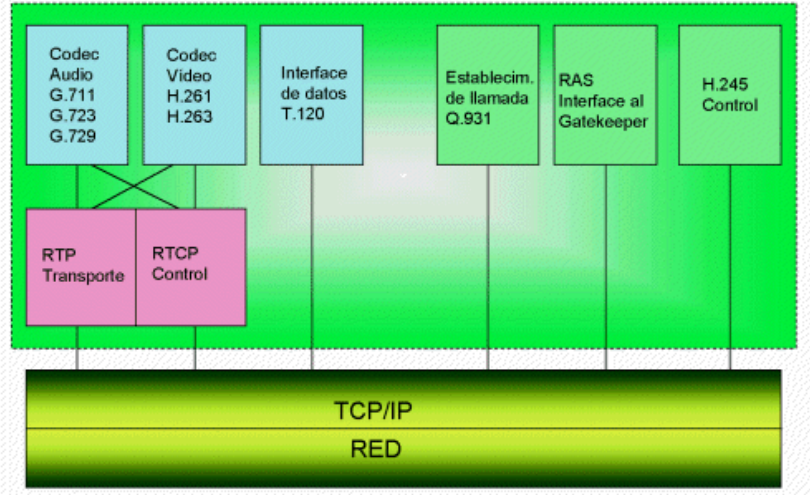 Codec
Audio
G.711
G.723
G.729
Codec
Video
H.261
H.263
Interface
de datos
T.120
Establecim.
de llamada
Q.931
RAS
Interface al
Gatekeeper
H.245
Control
RTP
Transporte
RTCP
Control
TCP/IP
RED